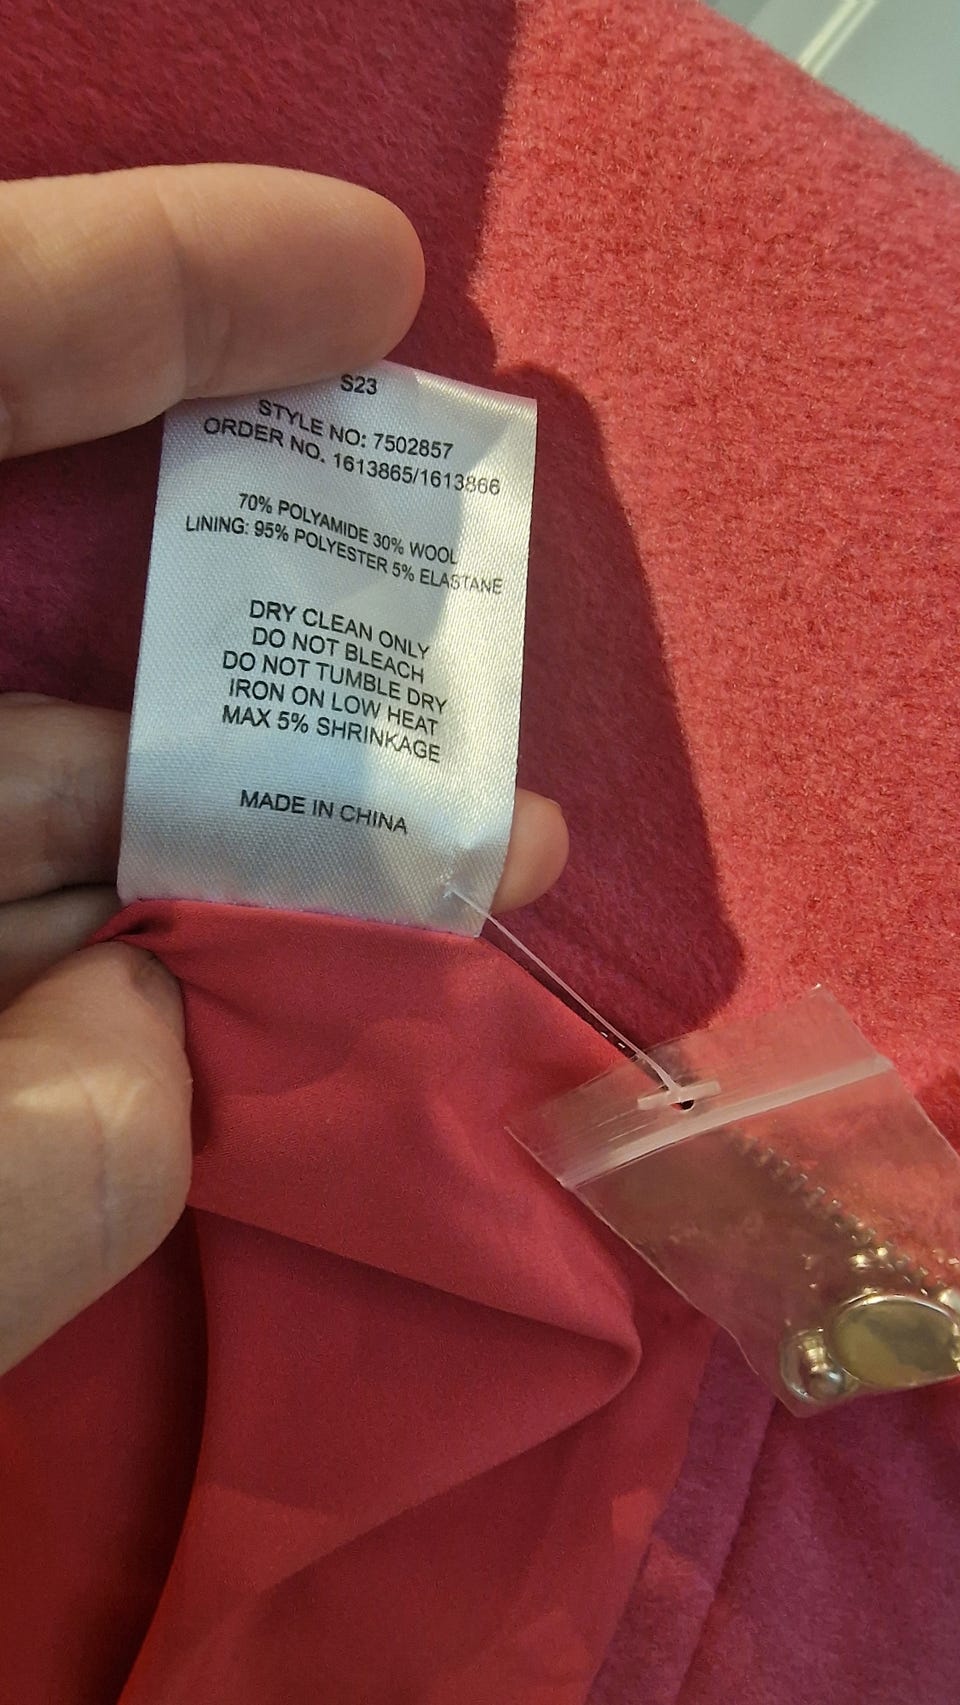 S23
STYLE NO: 7502857
ORDER NO. 1613865/1613866
70% POLYAMIDE 30% WOOL
LINING: 95% POLYESTER 5% ELASTANE
DRY CLEAN ONLY
DO NOT BLEACH
DO NOT TUMBLE DRY
IRON ON LOW HEAT
MAX 5% SHRINKAGE
MADE IN CHINA